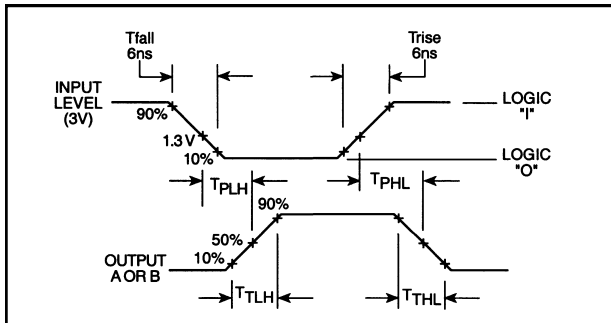 Tfall
6ns
Trise
6ns
INPUT
LEVEL
(3V)
90%
1.3 V
10%
LOGIC
"I"
LOGIC
"O"
TPLH
TPHL
90%
50%
10%
OUTPUT
A OR B
TTLH
TTHL